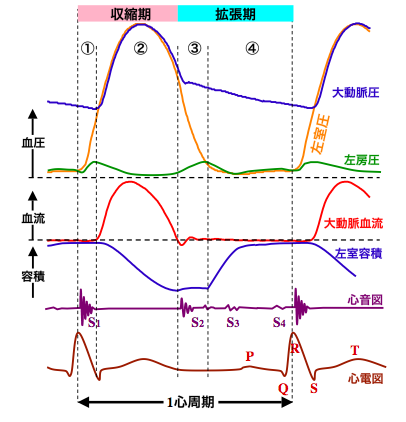 収縮期 拡張期
① ② ③ ④
大動脈圧
左室圧
血圧
左房圧
血流
大動脈血流
左室容積
容積
心音図
S1 S2 S3 S4
P R T
心電図
Q S
1心周期